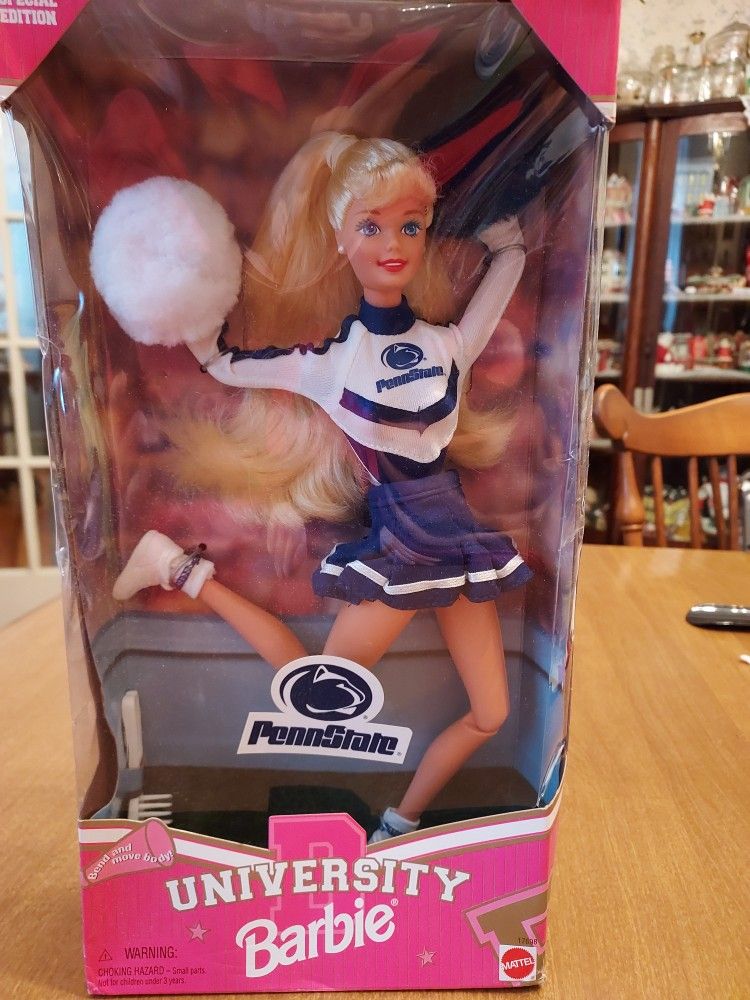 SPECIAL
EDITION
PennState
PennState®
Bend and
move body!
UNIVERSITY
Barbie®
WARNING:
CHOKING HAZARD – Small parts.
Not for children under 3 years.
MATTEL